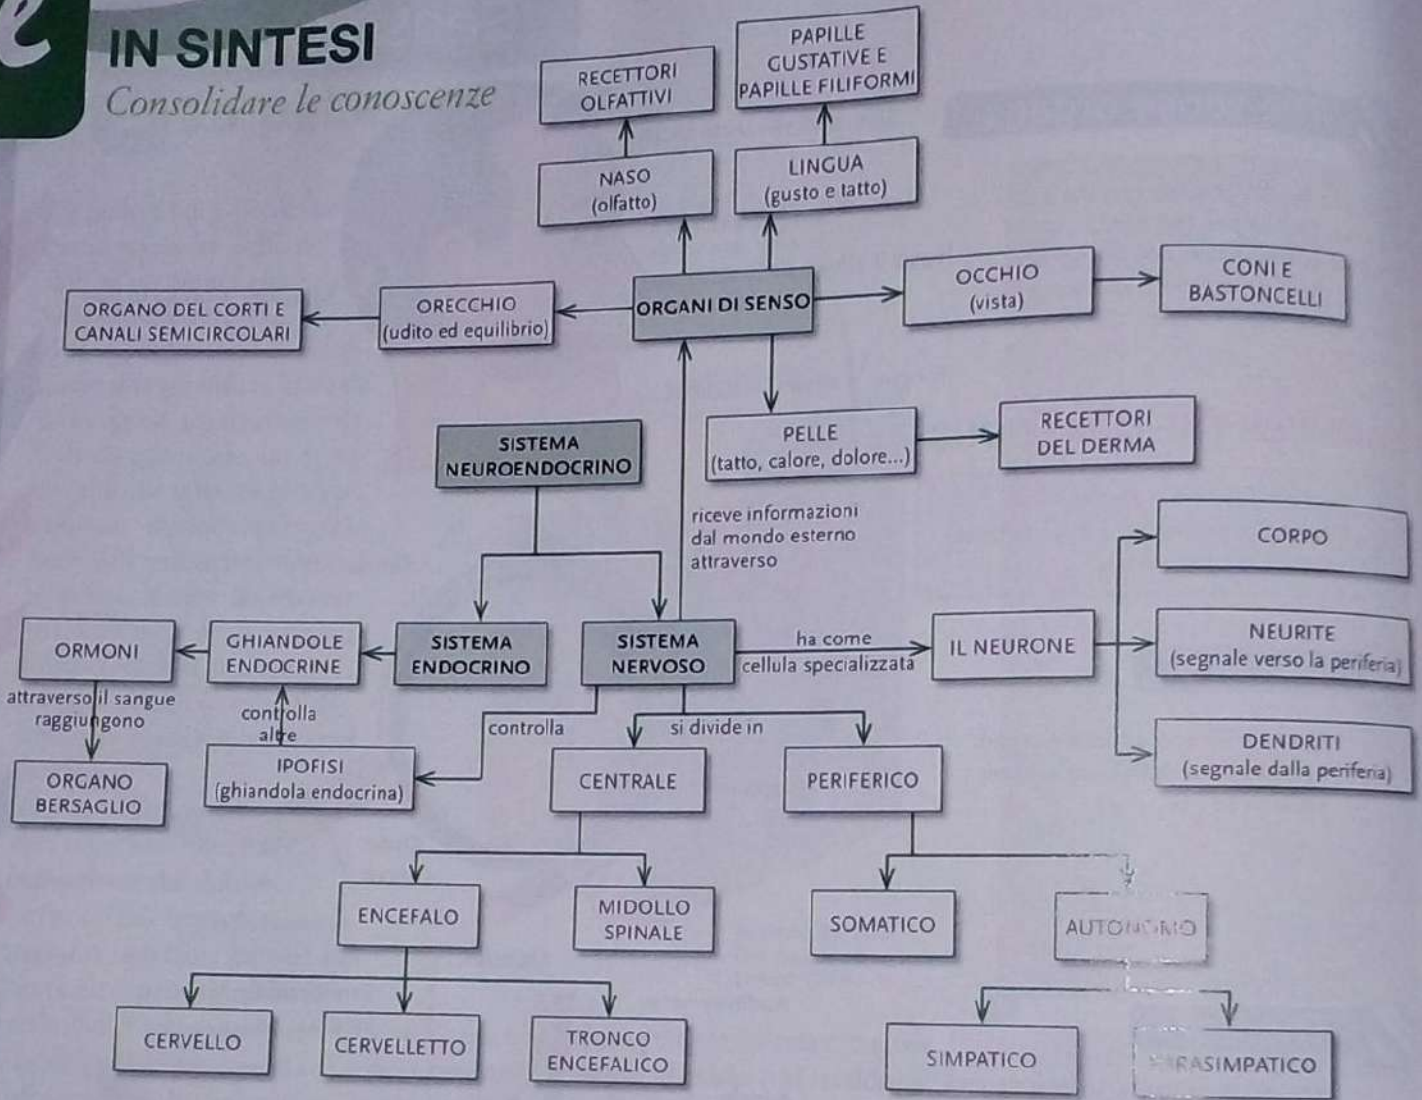 IN SINTESI
Consolidare le conoscenze
RECETTORI
OLFATTIVI
PAPILLE
GUSTATIVE E
PAPILLE FILIFORMI
NASO
(olfatto)
LINGUA
(gusto e tatto)
ORGANO DEL CORTI E
CANALI SEMICIRCOLARI
ORECCHIO
(udito ed equilibrio)
ORGANI DI SENSO
OCCHIO
(vista)
CONI E
BASTONCELLI
SISTEMA
NEUROENDOCRINO
PELLE
(tatto, calore, dolore...)
RECETTORI
DEL DERMA
riceve informazioni
dal mondo esterno
attraverso
CORPO
ORMONI
GHIANDOLE
ENDOCRINE
SISTEMA
ENDOCRINO
SISTEMA
NERVOSO
ha come
cellula specializzata
IL NEURONE
NEURITE
(segnale verso la periferia)
attraverso il sangue
raggiungono
controlla
altre
controlla
si divide in
DENDRITI
(segnale dalla periferia)
ORGANO
BERSAGLIO
IPOFISI
(ghiandola endocrina)
CENTRALE
PERIFERICO
ENCEFALO
MIDOLLO
SPINALE
SOMATICO
AUTONOMO
CERVELLO
CERVELLETTO
TRONCO
ENCEFALICO
SIMPATICO
PARASIMPATICO